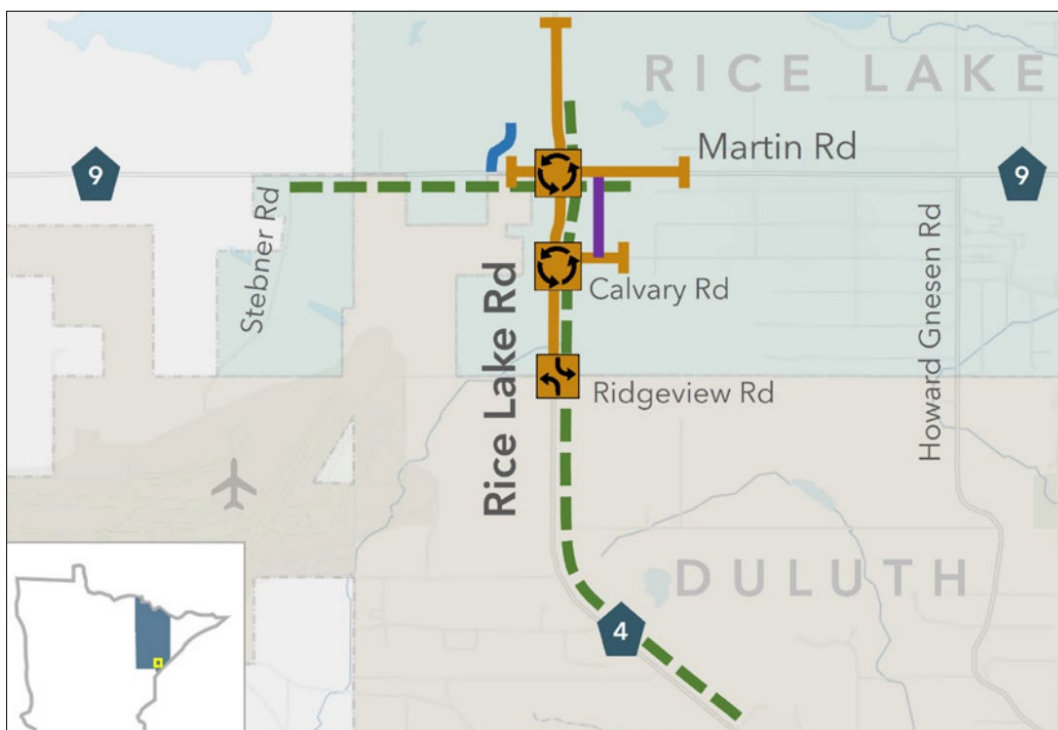 RICE LAKE
Martin Rd
9
9
Stebner Rd
Rice Lake Rd
Calvary Rd
Howard Gnesen Rd
Ridgeview Rd
DULUTH
4